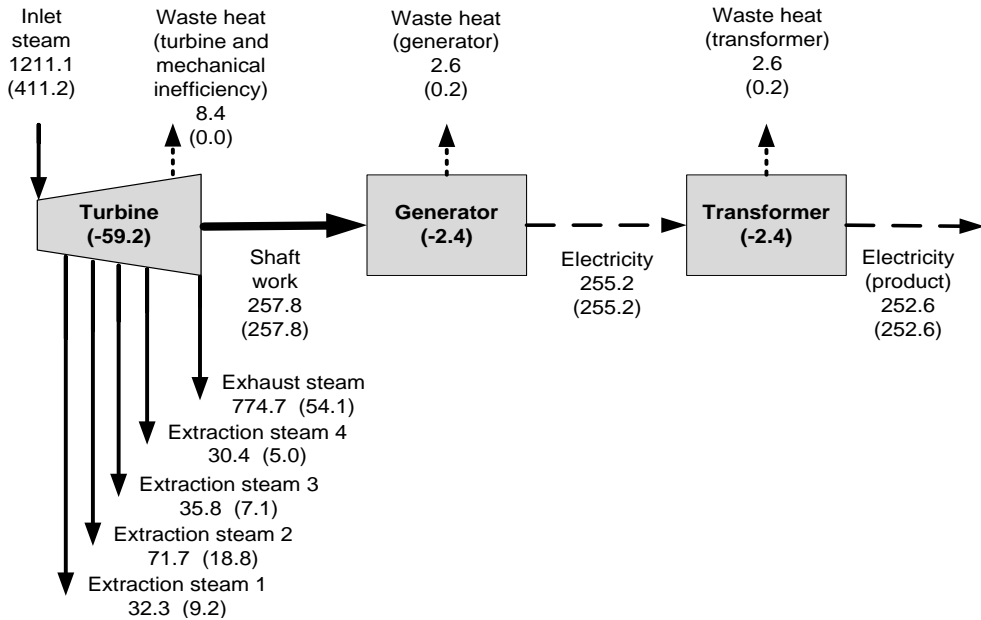 Inlet
steam
1211.1
(411.2)
Waste heat
(turbine and
mechanical
inefficiency)
8.4
(0.0)
Waste heat
(generator)
2.6
(0.2)
Waste heat
(transformer)
2.6
(0.2)
Turbine
(-59.2)
Generator
(-2.4)
Transformer
(-2.4)
Shaft
work
257.8
(257.8)
Electricity
255.2
(255.2)
Electricity
(product)
252.6
(252.6)
Exhaust steam
774.7 (54.1)
Extraction steam 4
30.4 (5.0)
Extraction steam 3
35.8 (7.1)
Extraction steam 2
71.7 (18.8)
Extraction steam 1
32.3 (9.2)